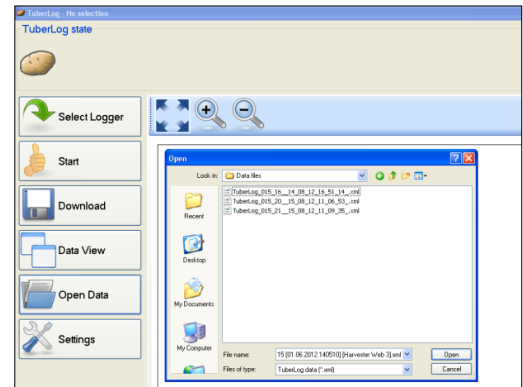 TuberLog - No selection
TuberLog state
Select Logger
Start
Download
Data View
Open Data
Settings
Open
Look in: Data files
TuberLog_015_16__14_08_12_16_51_14_.xml
TuberLog_015_20__15_08_12_11_06_53_.xml
TuberLog_015_21__15_08_12_11_09_35_.xml
Recent
Desktop
My Documents
My Computer
File name: 15 [01.06.2012 140510] [Harvester Web 3].xml Open
Files of type: TuberLog data (*.xml) Cancel